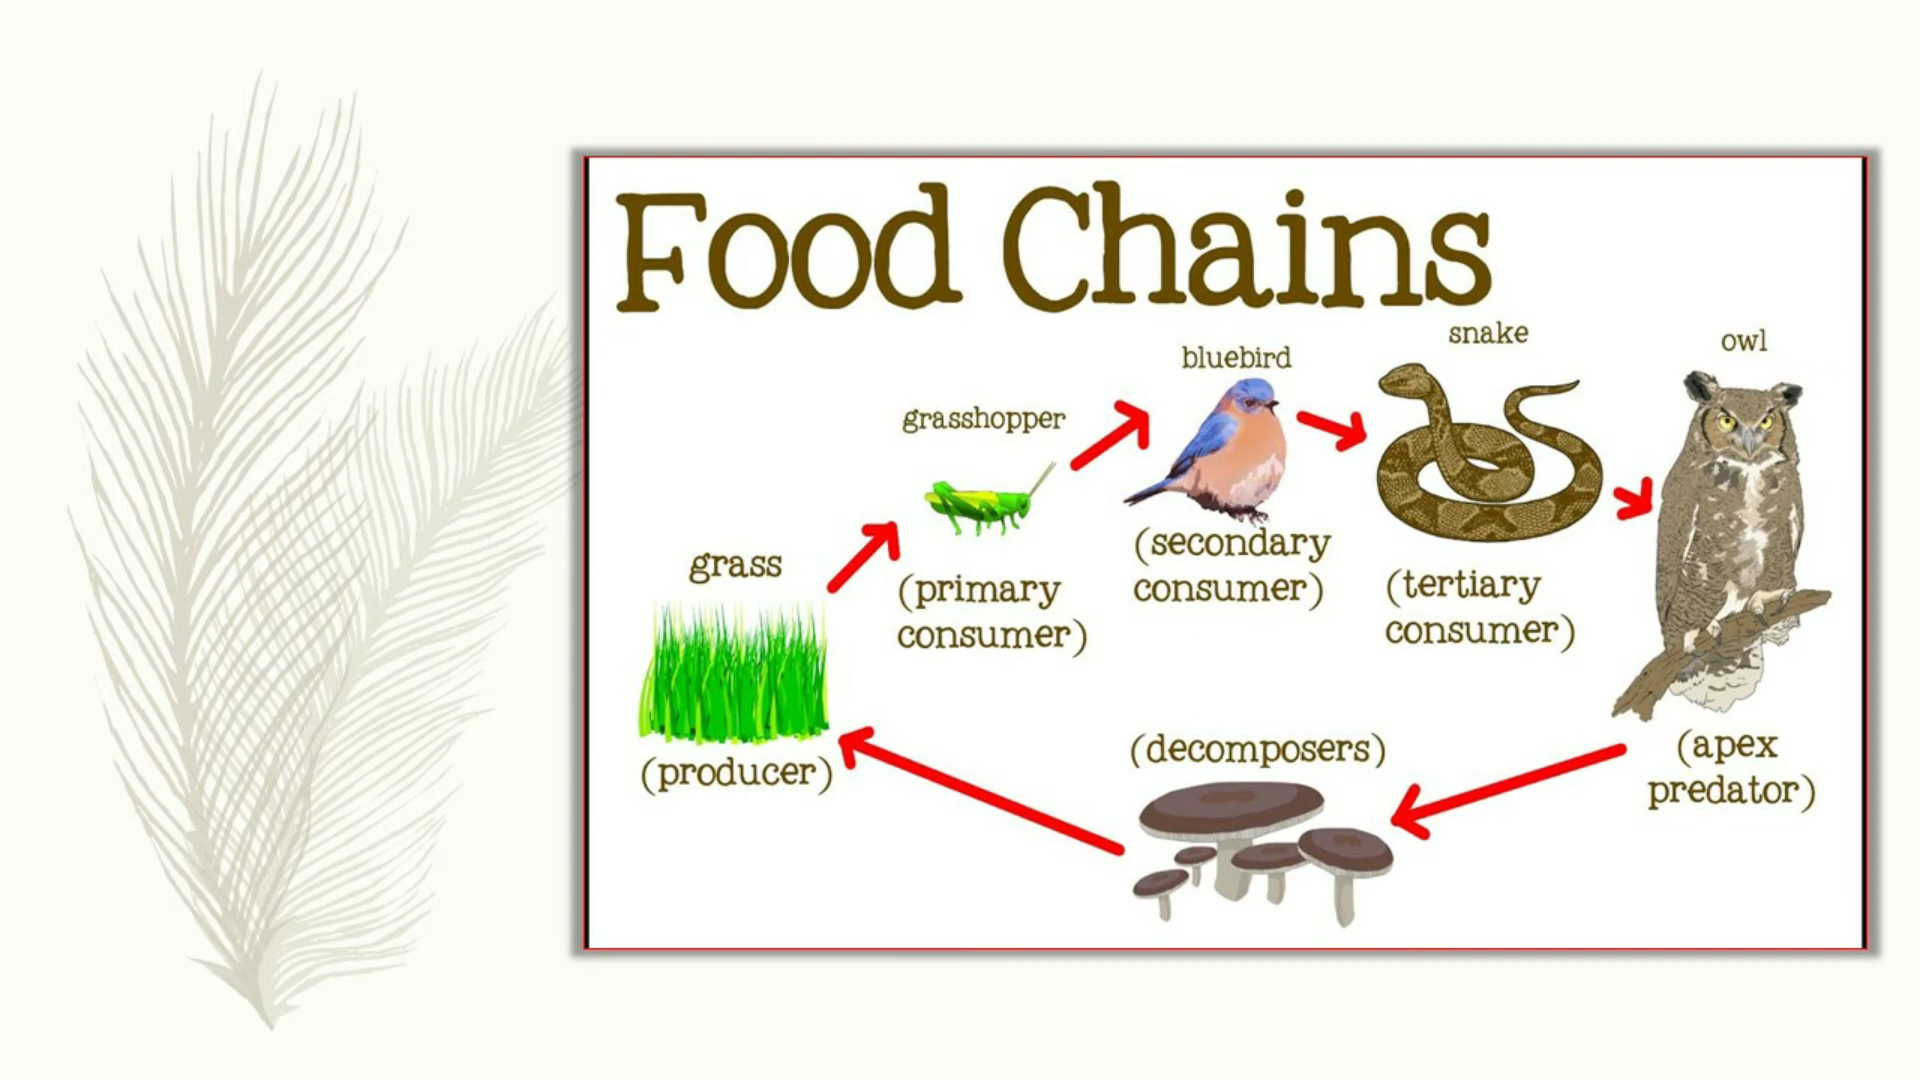 Food Chains
grass
(producer)
grasshopper
(primary
consumer)
bluebird
(secondary
consumer)
snake
(tertiary
consumer)
owl
(apex
predator)
(decomposers)